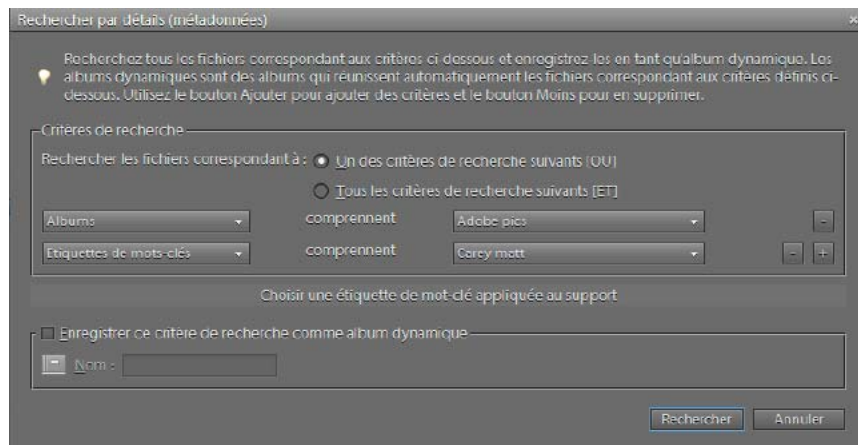 Rechercher par détails (métadonnées) ×
Recherchez tous les fichiers correspondant aux critères ci-dessous et enregistrez-les en tant qu'album dynamique. Les
albums dynamiques sont des albums qui réunissent automatiquement les fichiers correspondant aux critères définis ci-
dessous. Utilisez le bouton Ajouter pour ajouter des critères et le bouton Moins pour en supprimer.
Critères de recherche
Rechercher les fichiers correspondant à : Un des critères de recherche suivants [OU]
Tous les critères de recherche suivants [ET]
Albums comprennent Adobe pics -
Etiquettes de mots-clés comprennent Carey matt - +
Choisir une étiquette de mot-clé appliquée au support
Enregistrer ce critère de recherche comme album dynamique
Nom :
Rechercher Annuler